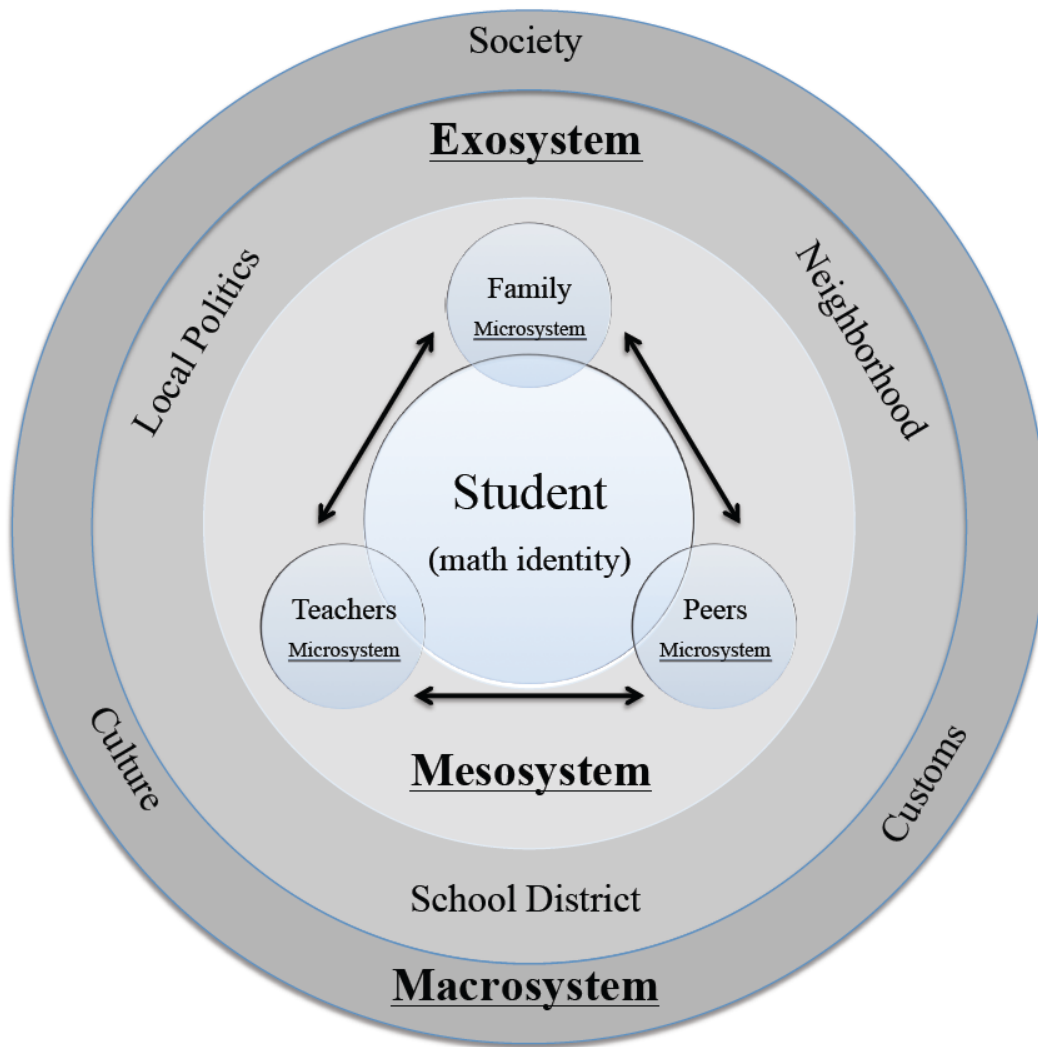 Society
Exosystem
Local Politics
Neighborhood
Family
Microsystem
Student
(math identity)
Teachers
Microsystem
Peers
Microsystem
Mesosystem
Culture
Customs
School District
Macrosystem